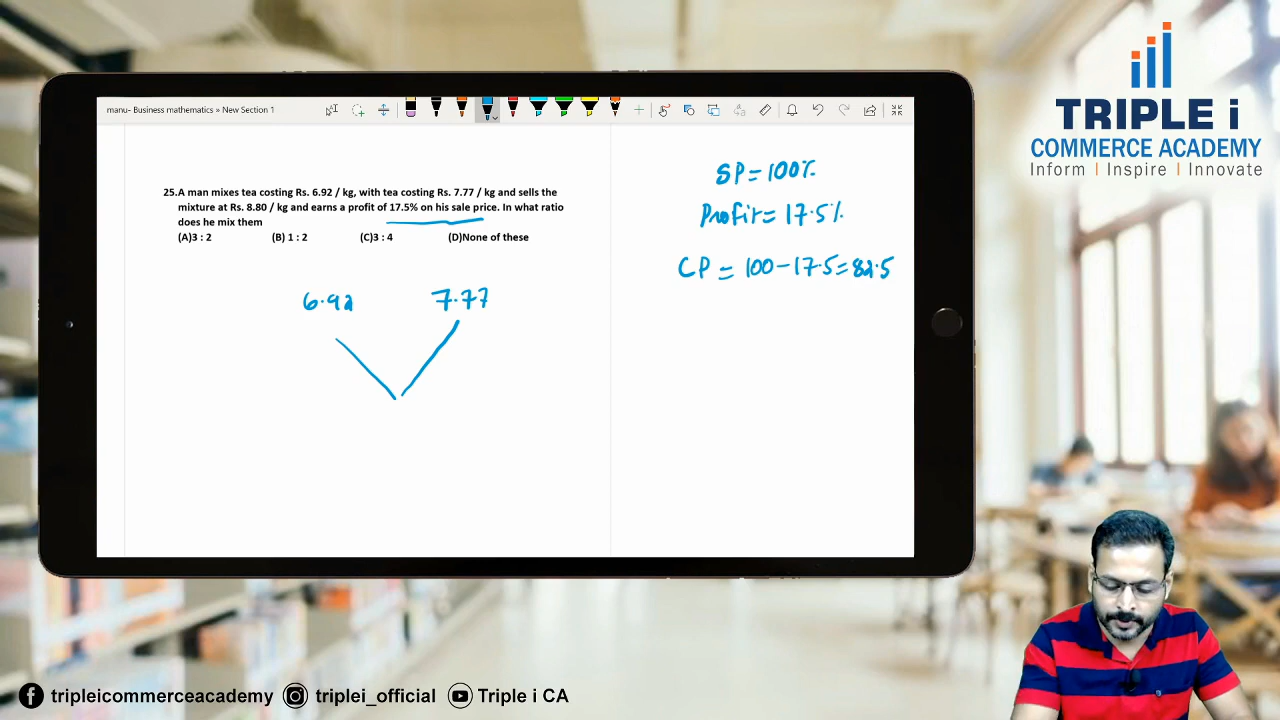 manu- Business mathematics » New Section 1
25.A man mixes tea costing Rs. 6.92 / kg, with tea costing Rs. 7.77 / kg and sells the
mixture at Rs. 8.80 / kg and earns a profit of 17.5% on his sale price. In what ratio
does he mix them
(A)3 : 2 (B) 1 : 2 (C)3 : 4 (D)None of these
6.92 7.77
SP = 100%
Profit = 17.5%
CP = 100-17.5=82.5
TRIPLE i
COMMERCE ACADEMY
Inform | Inspire | Innovate
tripleicommerceacademy triplei_official Triple i CA